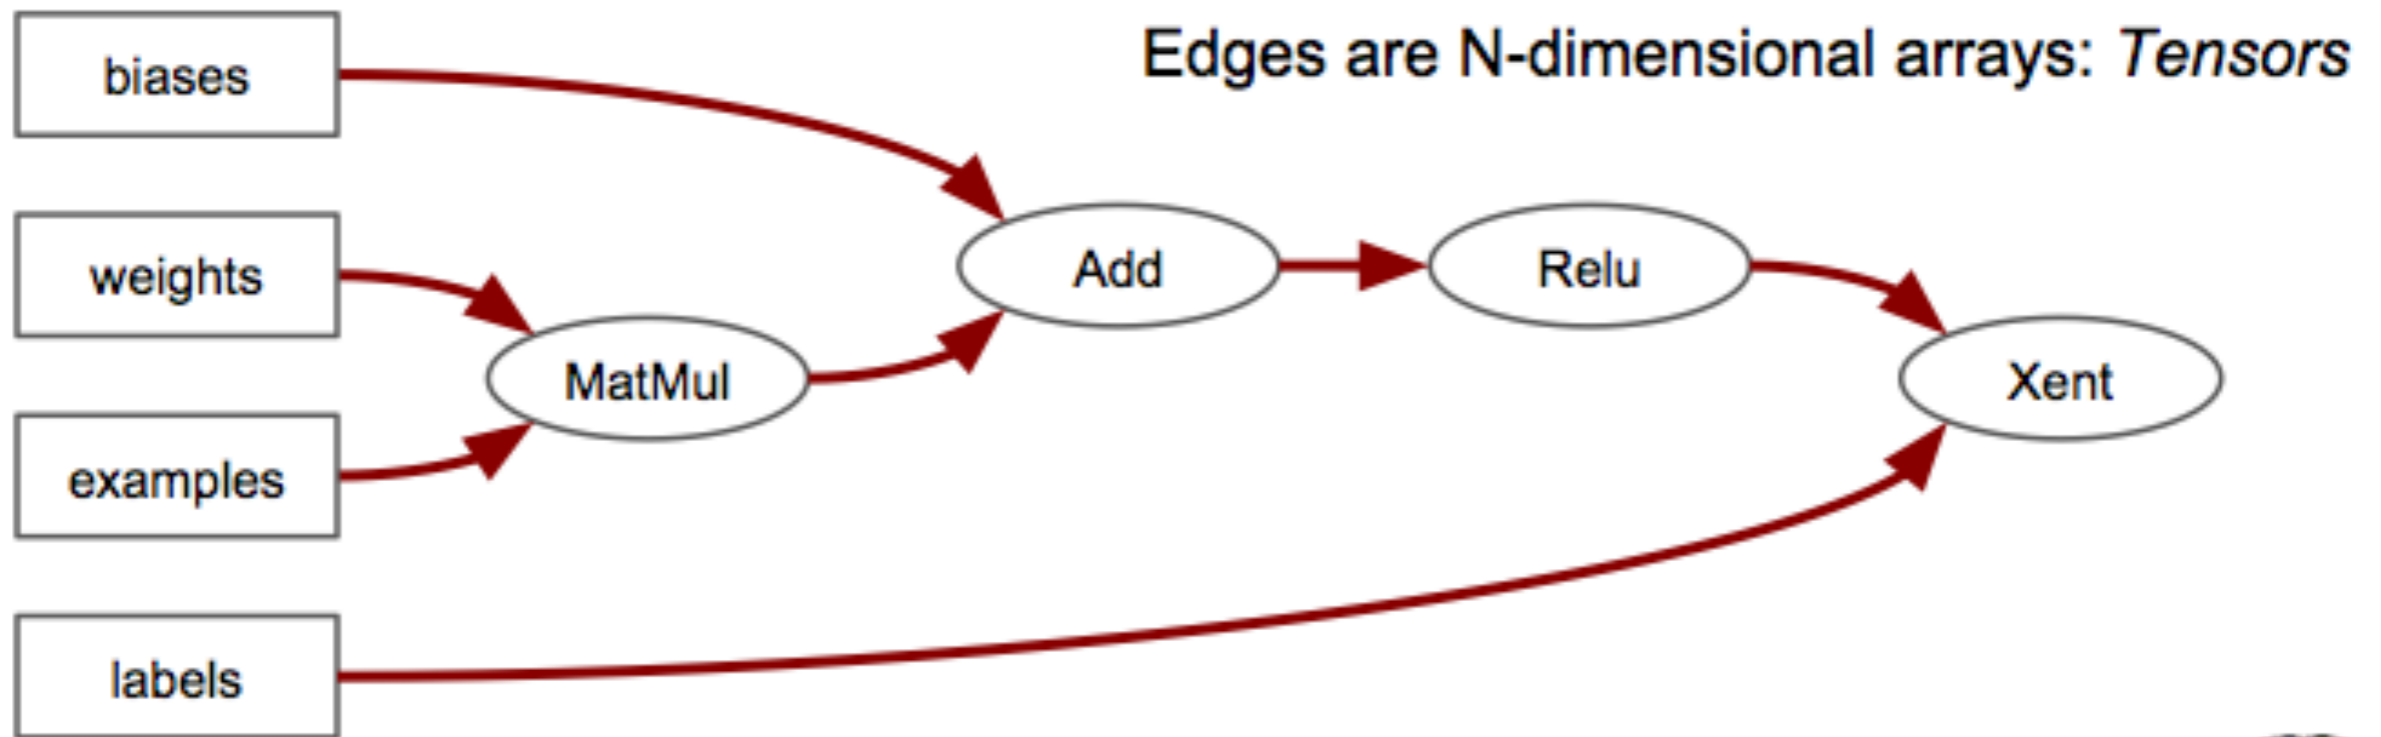 biases
Edges are N-dimensional arrays: Tensors
weights
Add
Relu
MatMul
Xent
examples
labels